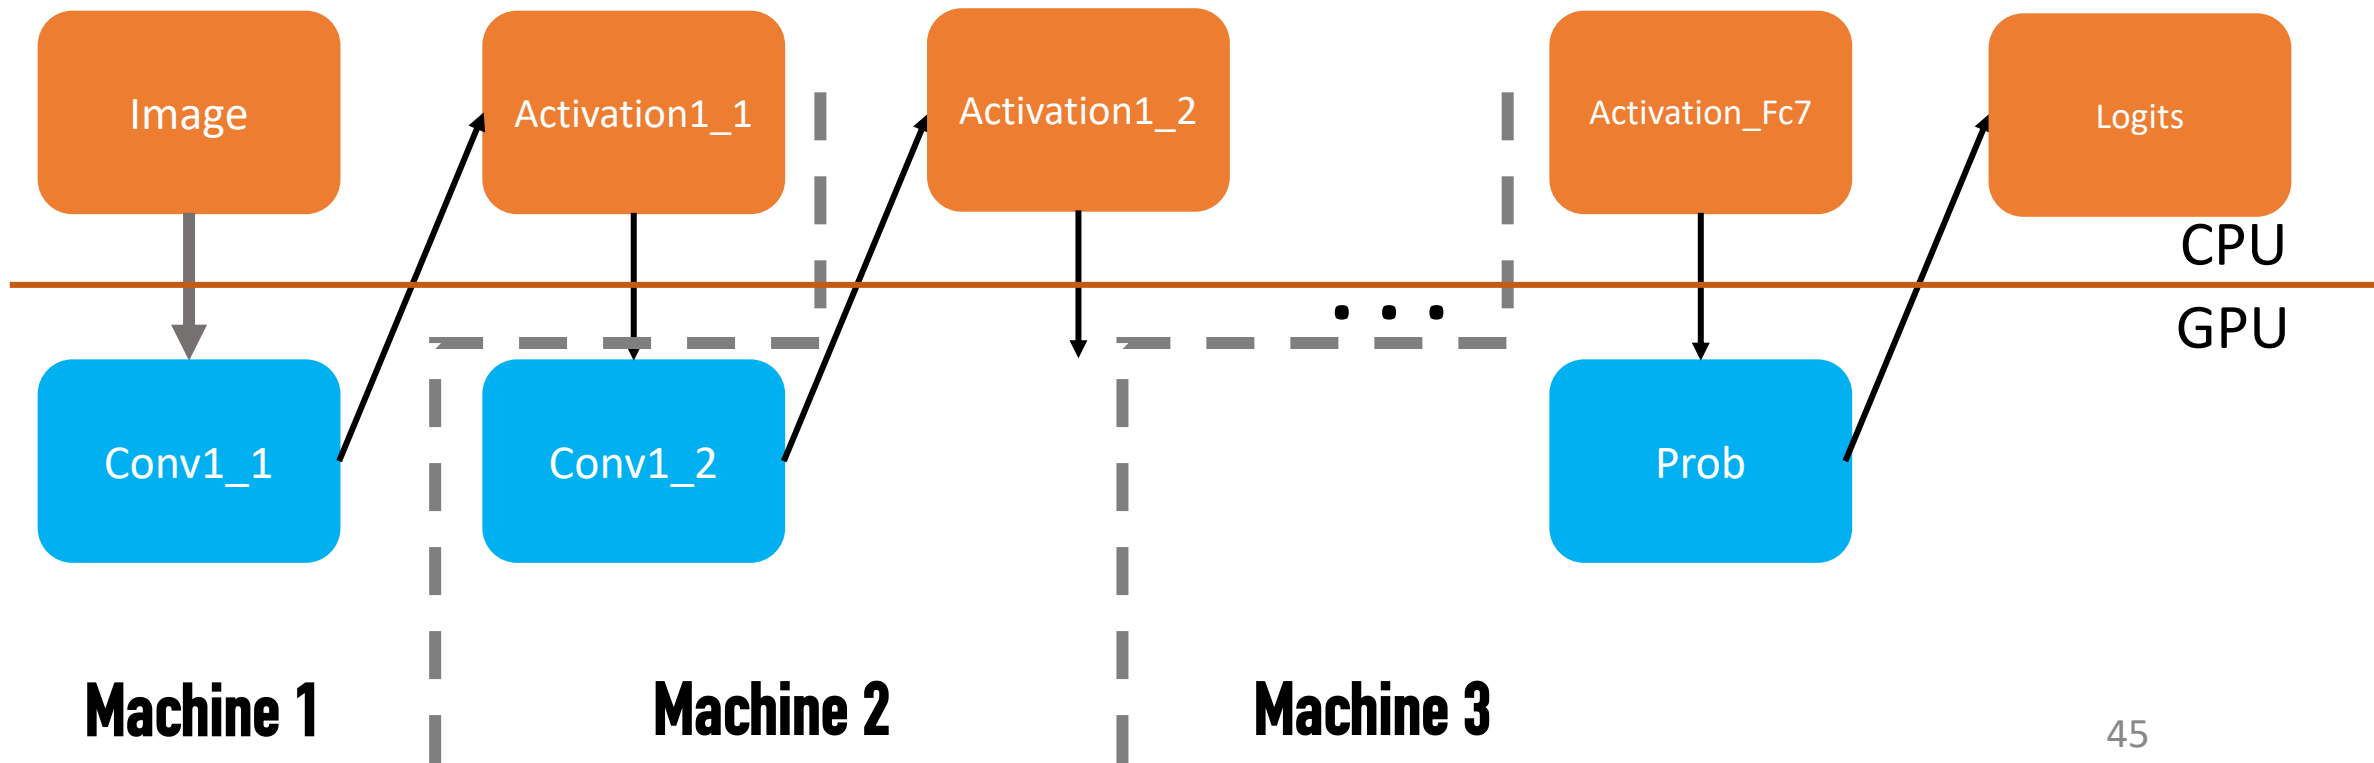 Image
Activation1_1
Activation1_2
Activation_Fc7
Logits
CPU
. . .
GPU
Conv1_1
Conv1_2
Prob
Machine 1
Machine 2
Machine 3
45